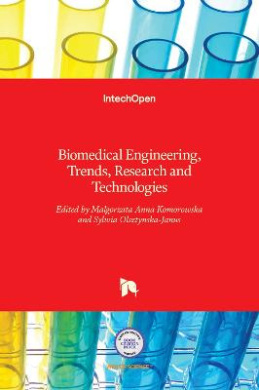 IntechOpen
Biomedical Engineering,
Trends, Research and
Technologies
Edited by Malgorzata Anna Komorowska
and Sylwia Olsztynska-Janus